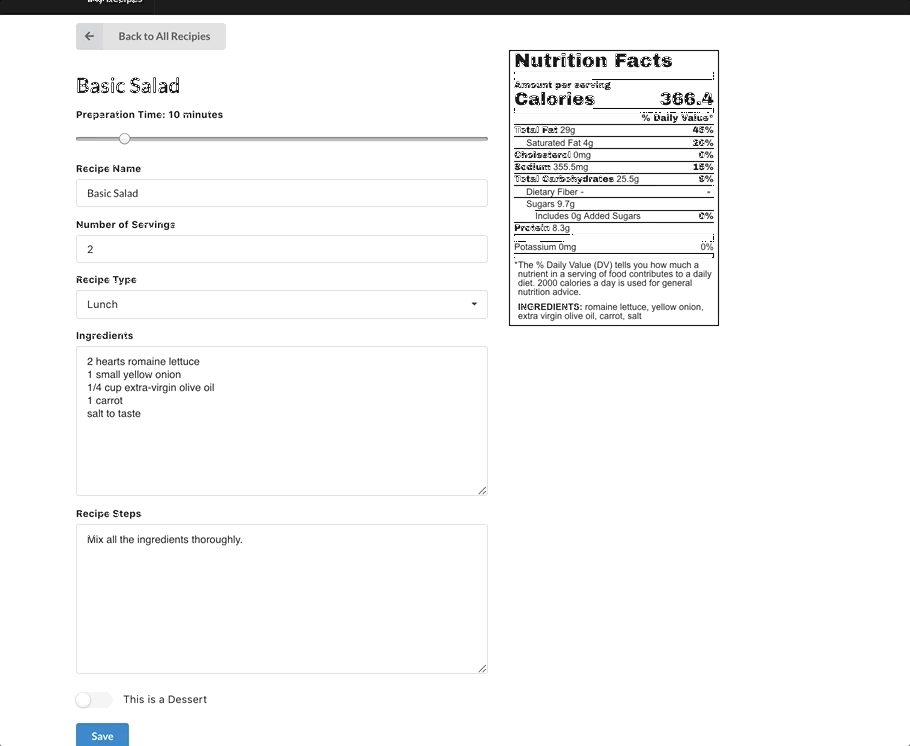 Back to All Recipies
Basic Salad
Preparation Time: 10 minutes
Recipe Name
Basic Salad
Number of Servings
2
Recipe Type
Lunch
Ingredients
2 hearts romaine lettuce
1 small yellow onion
1/4 cup extra-virgin olive oil
1 carrot
salt to taste
Recipe Steps
Mix all the ingredients thoroughly.
This is a Dessert
Save
Nutrition Facts
Amount per serving
Calories 366.4
% Daily Value*
Total Fat 29g 45%
Saturated Fat 4g
Cholesterol 0mg 0%
Sodium 355.5mg 15%
Total Carbohydrates 25.5g
Dietary Fiber - -
Sugars 9.7g
Includes 0g Added Sugars 0%
Protein 8.3g
Potassium 0mg 0%
*The % Daily Value (DV) tells you how much a
nutrient in a serving of food contributes to a daily
diet. 2000 calories a day is used for general
nutrition advice.
INGREDIENTS: romaine lettuce, yellow onion,
extra virgin olive oil, carrot, salt